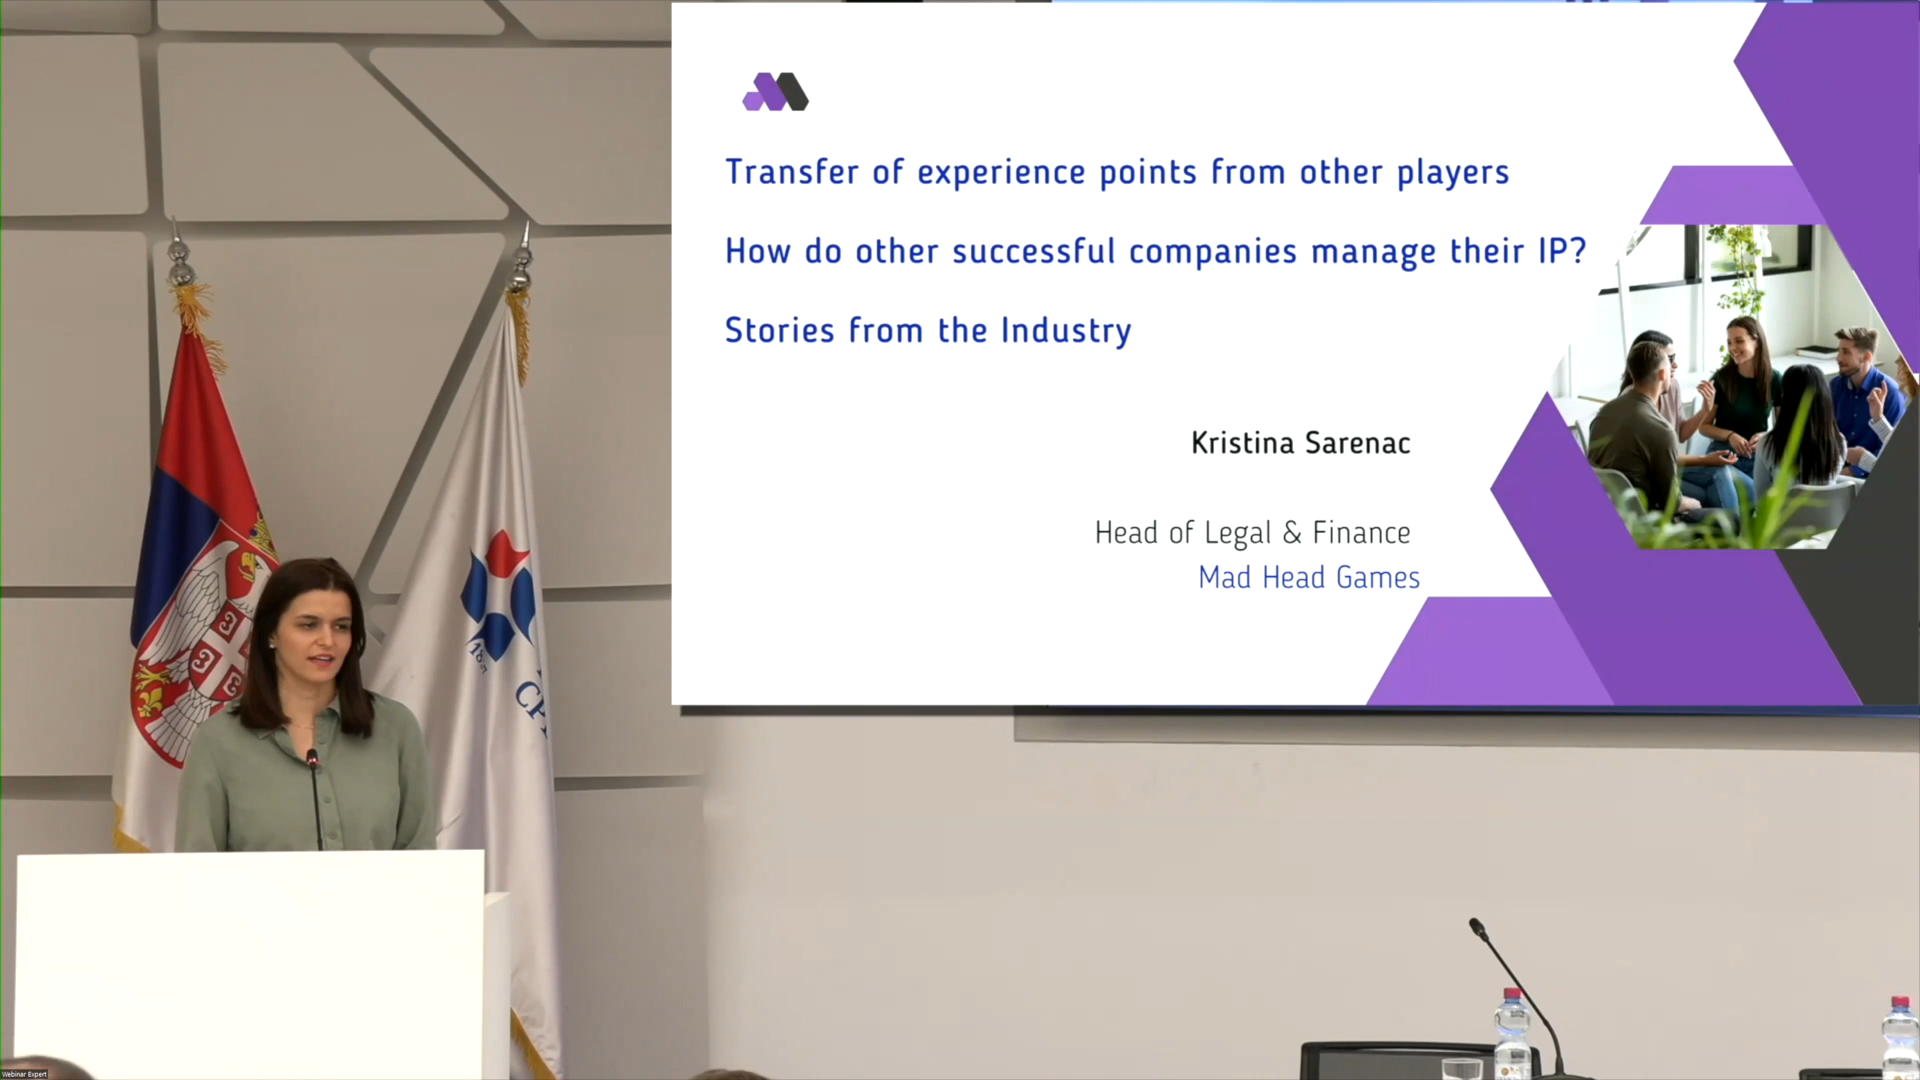 Transfer of experience points from other players
How do other successful companies manage their IP?
Stories from the Industry
Kristina Sarenac
Head of Legal & Finance
Mad Head Games
Webinar Expert